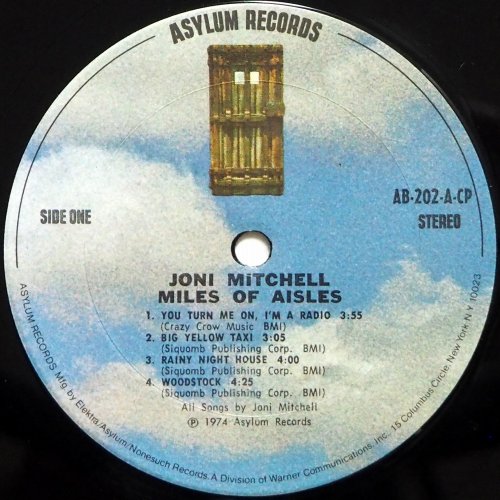 ASYLUM RECORDS
SIDE ONE
AB-202-A-CP
STEREO
JONI MiTCHELL
MILES OF AISLES
1. YOU TURN ME ON, I'M A RADIO 3:55
(Crazy Crow Music BMI)
2. BIG YELLOW TAXI 3:05
(Siquomb Publishing Corp. BMI)
3. RAINY NIGHT HOUSE 4:00
(Siquomb Publishing Corp. BMI)
4. WOODSTOCK 4:25
(Siquomb Publishing Corp. BMI)
All Songs by Joni Mitchell
℗ 1974 Asylum Records
ASYLUM RECORDS Mfg. by Elektra/Asylum/Nonesuch Records. A Division of Warner Communications, Inc. 15 Columbus Circle, New York, N.Y. 10023